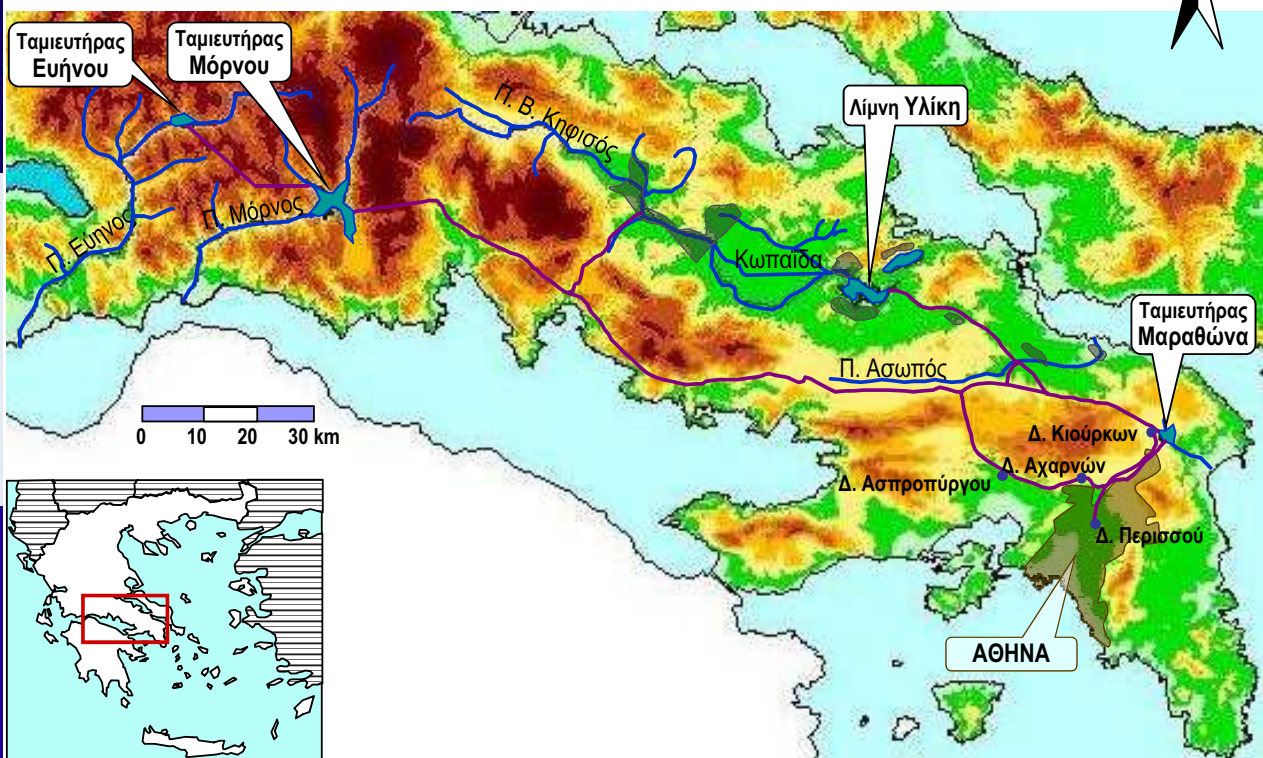 Ταμιευτήρας
Ευήνου
Ταμιευτήρας
Μόρνου
Π. Β. Κηφισός
Λίμνη Υλίκη
Π. Εύηνος
Π. Μόρνος
Κωπαΐδα
Ταμιευτήρας
Μαραθώνα
Π. Ασωπός
0 10 20 30 km
Δ. Κιούρκων
Δ. Αχαρνών
Δ. Ασπροπύργου
Δ. Περισσού
ΑΘΗΝΑ